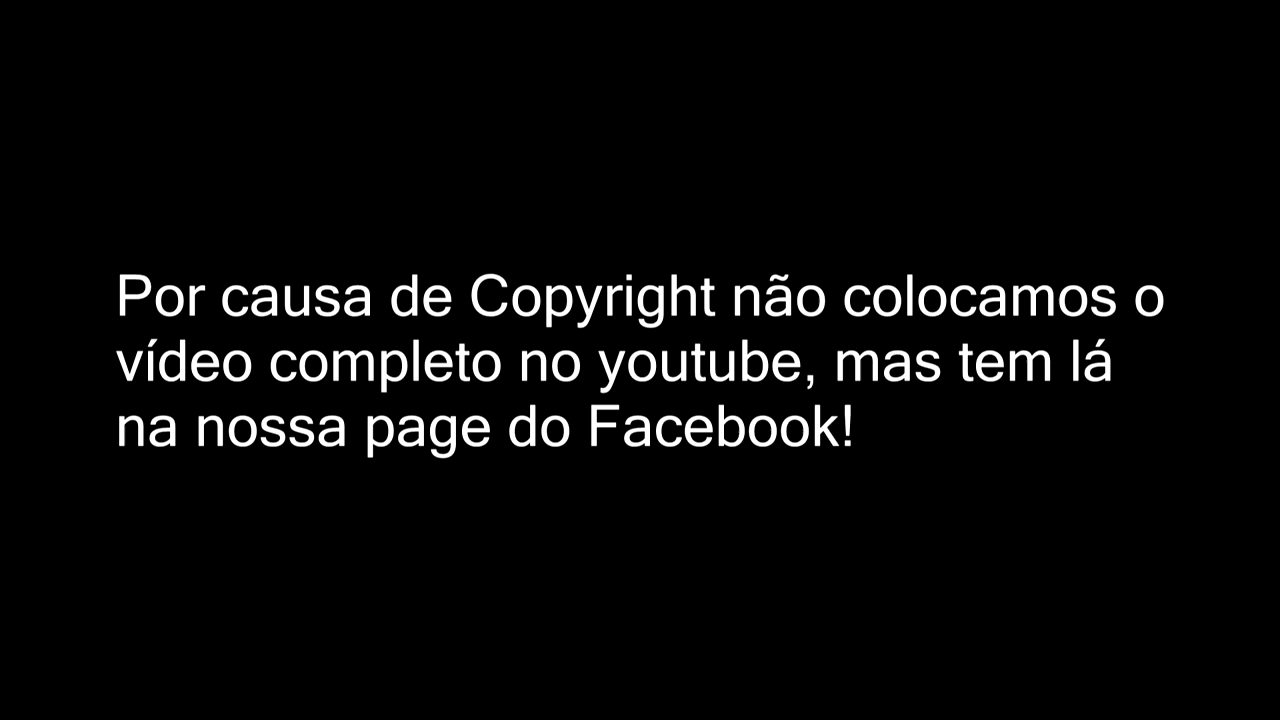 Por causa de Copyright não colocamos o
vídeo completo no youtube, mas tem lá
na nossa page do Facebook!